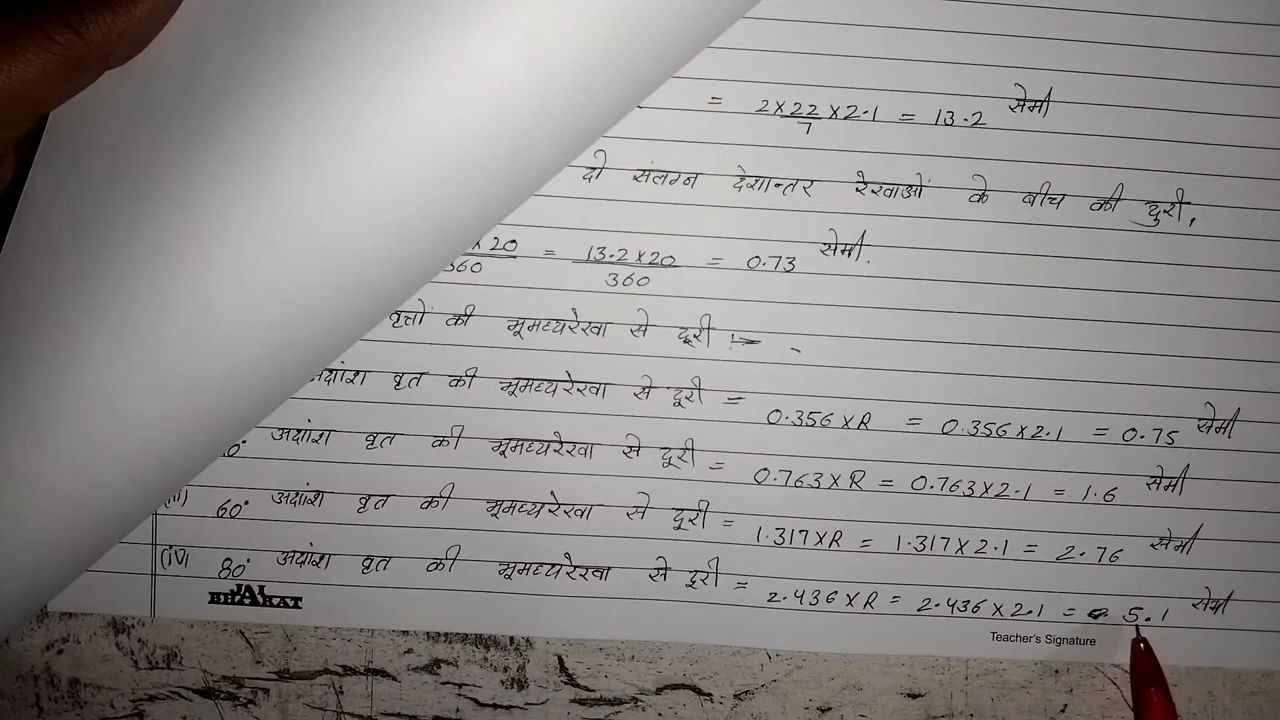 = 2×22/7 ×2.1 = 13.2 सेमी
दो संलग्न देशान्तर रेखाओं के बीच की दुरी,
× 20/360 = 13.2×20/360 = 0.73 सेमी.
वृत्तों की भूमध्यरेखा से दूरी :-
अक्षांश वृत की भूमध्यरेखा से दूरी = 0.356×R = 0.356×2.1 = 0.75 सेमी
0° अक्षांश वृत की भूमध्यरेखा से दूरी = 0.763×R = 0.763×2.1 = 1.6 सेमी
(iii) 60° अक्षांश वृत की भूमध्यरेखा से दूरी = 1.317×R = 1.317×2.1 = 2.76 सेमी
(iv) 80° अक्षांश वृत की भूमध्यरेखा से दूरी = 2.436×R = 2.436×2.1 = 5.1 सेमी
JAI
BHARAT
Teacher's Signature